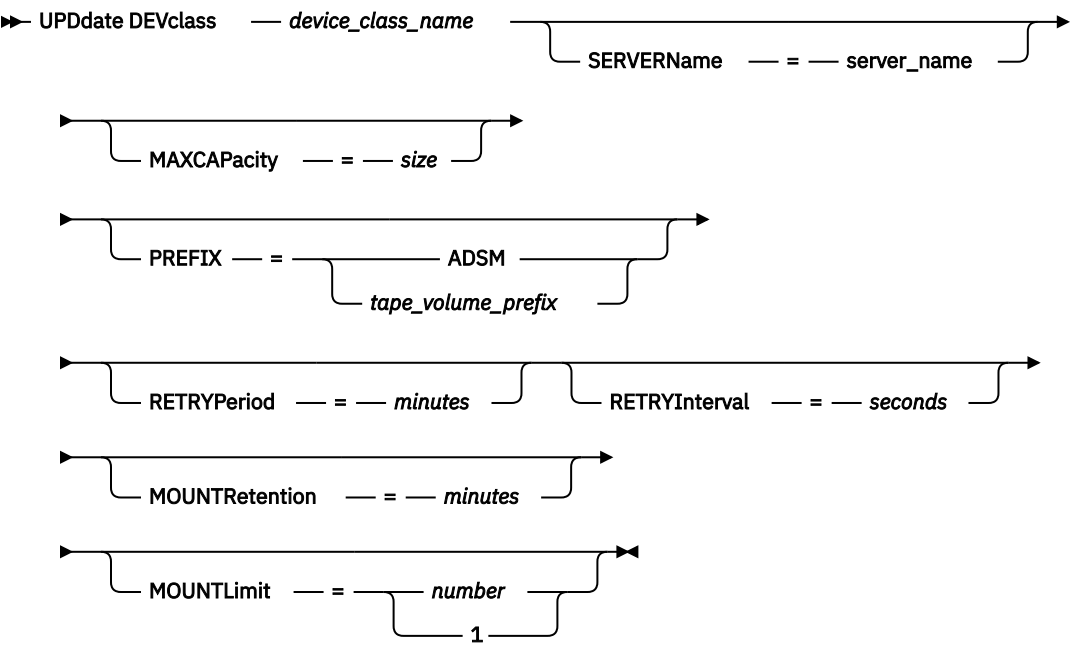 UPDdate DEVclass — device_class_name
SERVERName — = — server_name
MAXCAPacity — = — size
PREFIX — = — ADSM
tape_volume_prefix
RETRYPeriod — = — minutes RETRYInterval — = — seconds
MOUNTRetention — = — minutes
MOUNTLimit — = — number
1